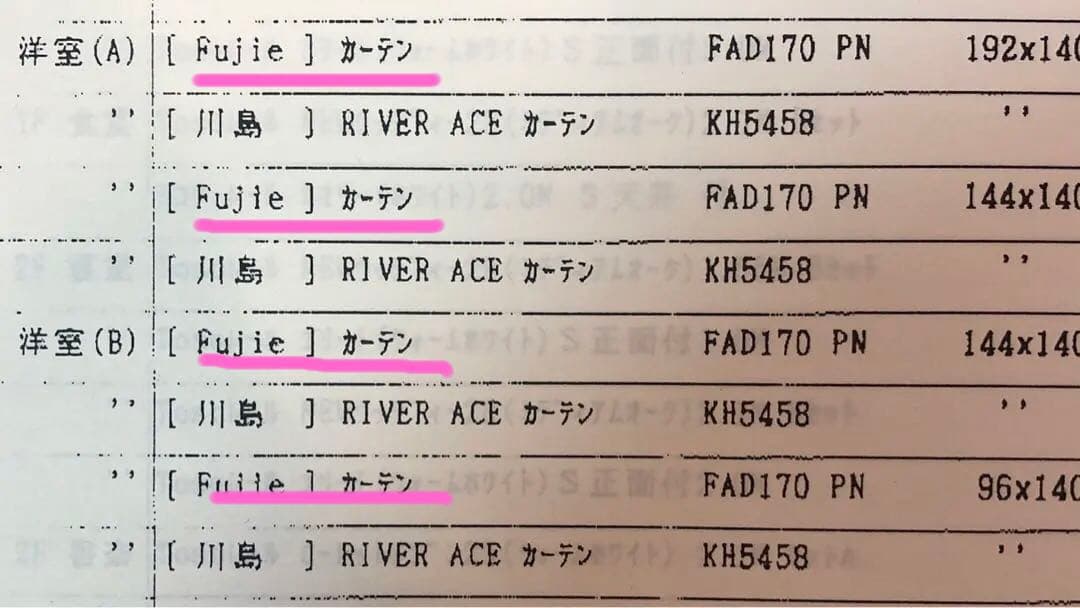 洋室(A) [ Fujie ] カーテン FAD170 PN 192x140
'' [ 川島 ] RIVER ACE カーテン KH5458 ''
'' [ Fujie ] カーテン FAD170 PN 144x140
'' [ 川島 ] RIVER ACE カーテン KH5458 ''
洋室(B) [ Fujie ] カーテン FAD170 PN 144x140
'' [ 川島 ] RIVER ACE カーテン KH5458 ''
'' [ Fujie ] カーテン FAD170 PN 96x140
'' [ 川島 ] RIVER ACE カーテン KH5458 ''